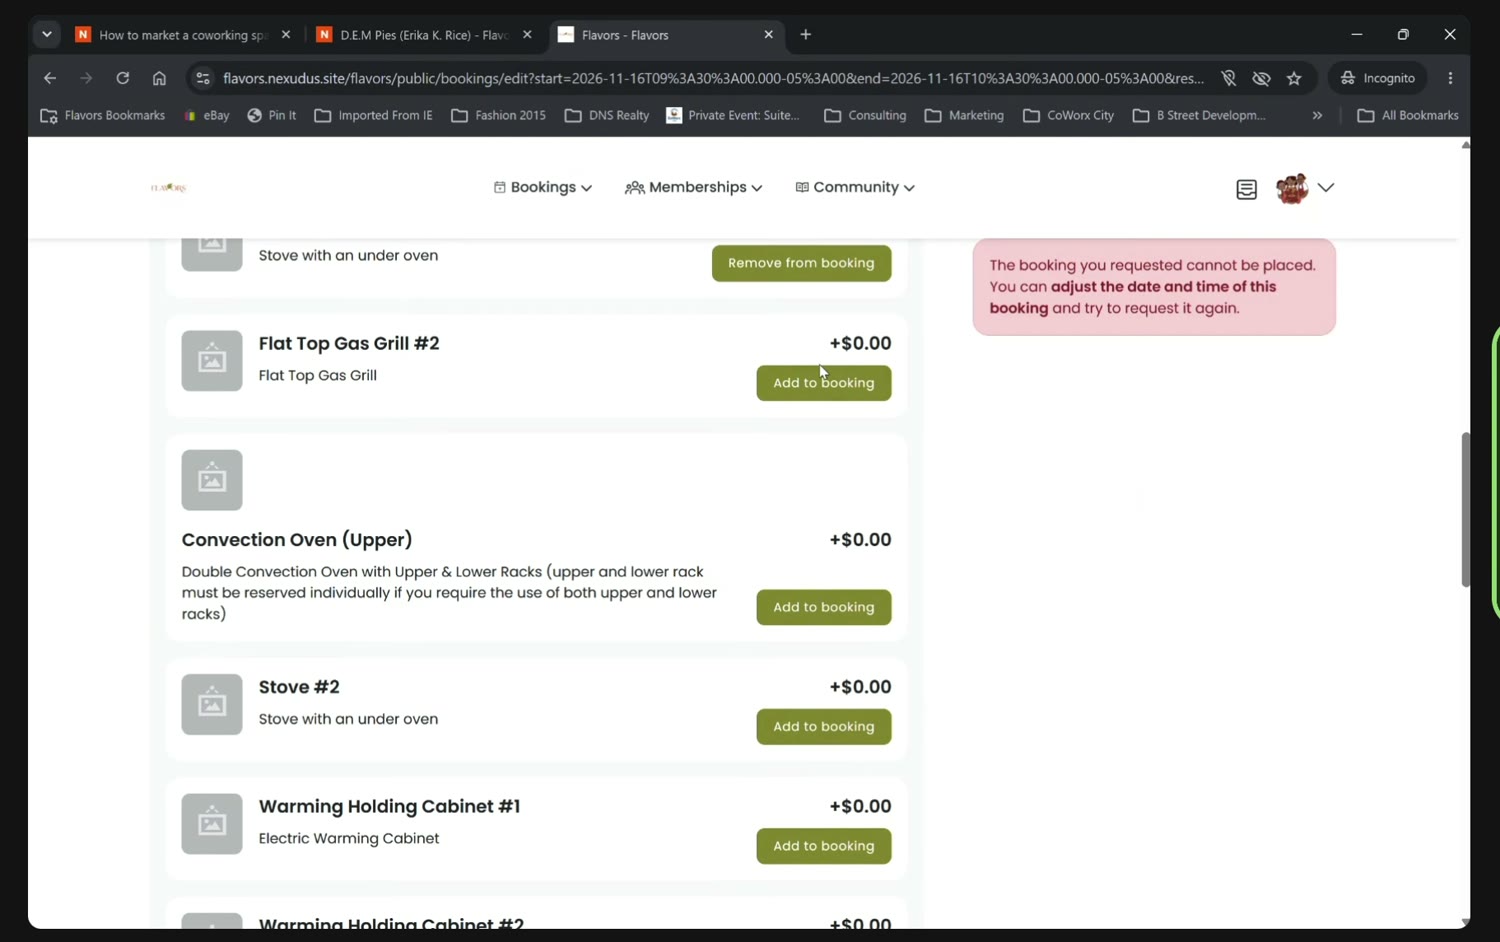 How to market a coworking spa
D.E.M Pies (Erika K. Rice) - Flavo
Flavors - Flavors
flavors.nexudus.site/flavors/public/bookings/edit?start=2026-11-16T09%3A30%3A00.000-05%3A00&end=2026-11-16T10%3A30%3A00.000-05%3A00&res...
Incognito
Flavors Bookmarks
eBay
Pin It
Imported From IE
Fashion 2015
DNS Realty
Private Event: Suite...
Consulting
Marketing
CoWorx City
B Street Developm...
»
All Bookmarks
FLAVORS
Bookings
Memberships
Community
Stove with an under oven
Remove from booking
The booking you requested cannot be placed.
You can adjust the date and time of this
booking and try to request it again.
Flat Top Gas Grill #2
+$0.00
Flat Top Gas Grill
Add to booking
Convection Oven (Upper)
+$0.00
Double Convection Oven with Upper & Lower Racks (upper and lower rack
must be reserved individually if you require the use of both upper and lower
racks)
Add to booking
Stove #2
+$0.00
Stove with an under oven
Add to booking
Warming Holding Cabinet #1
+$0.00
Electric Warming Cabinet
Add to booking
Warming Holding Cabinet #2
+$0.00